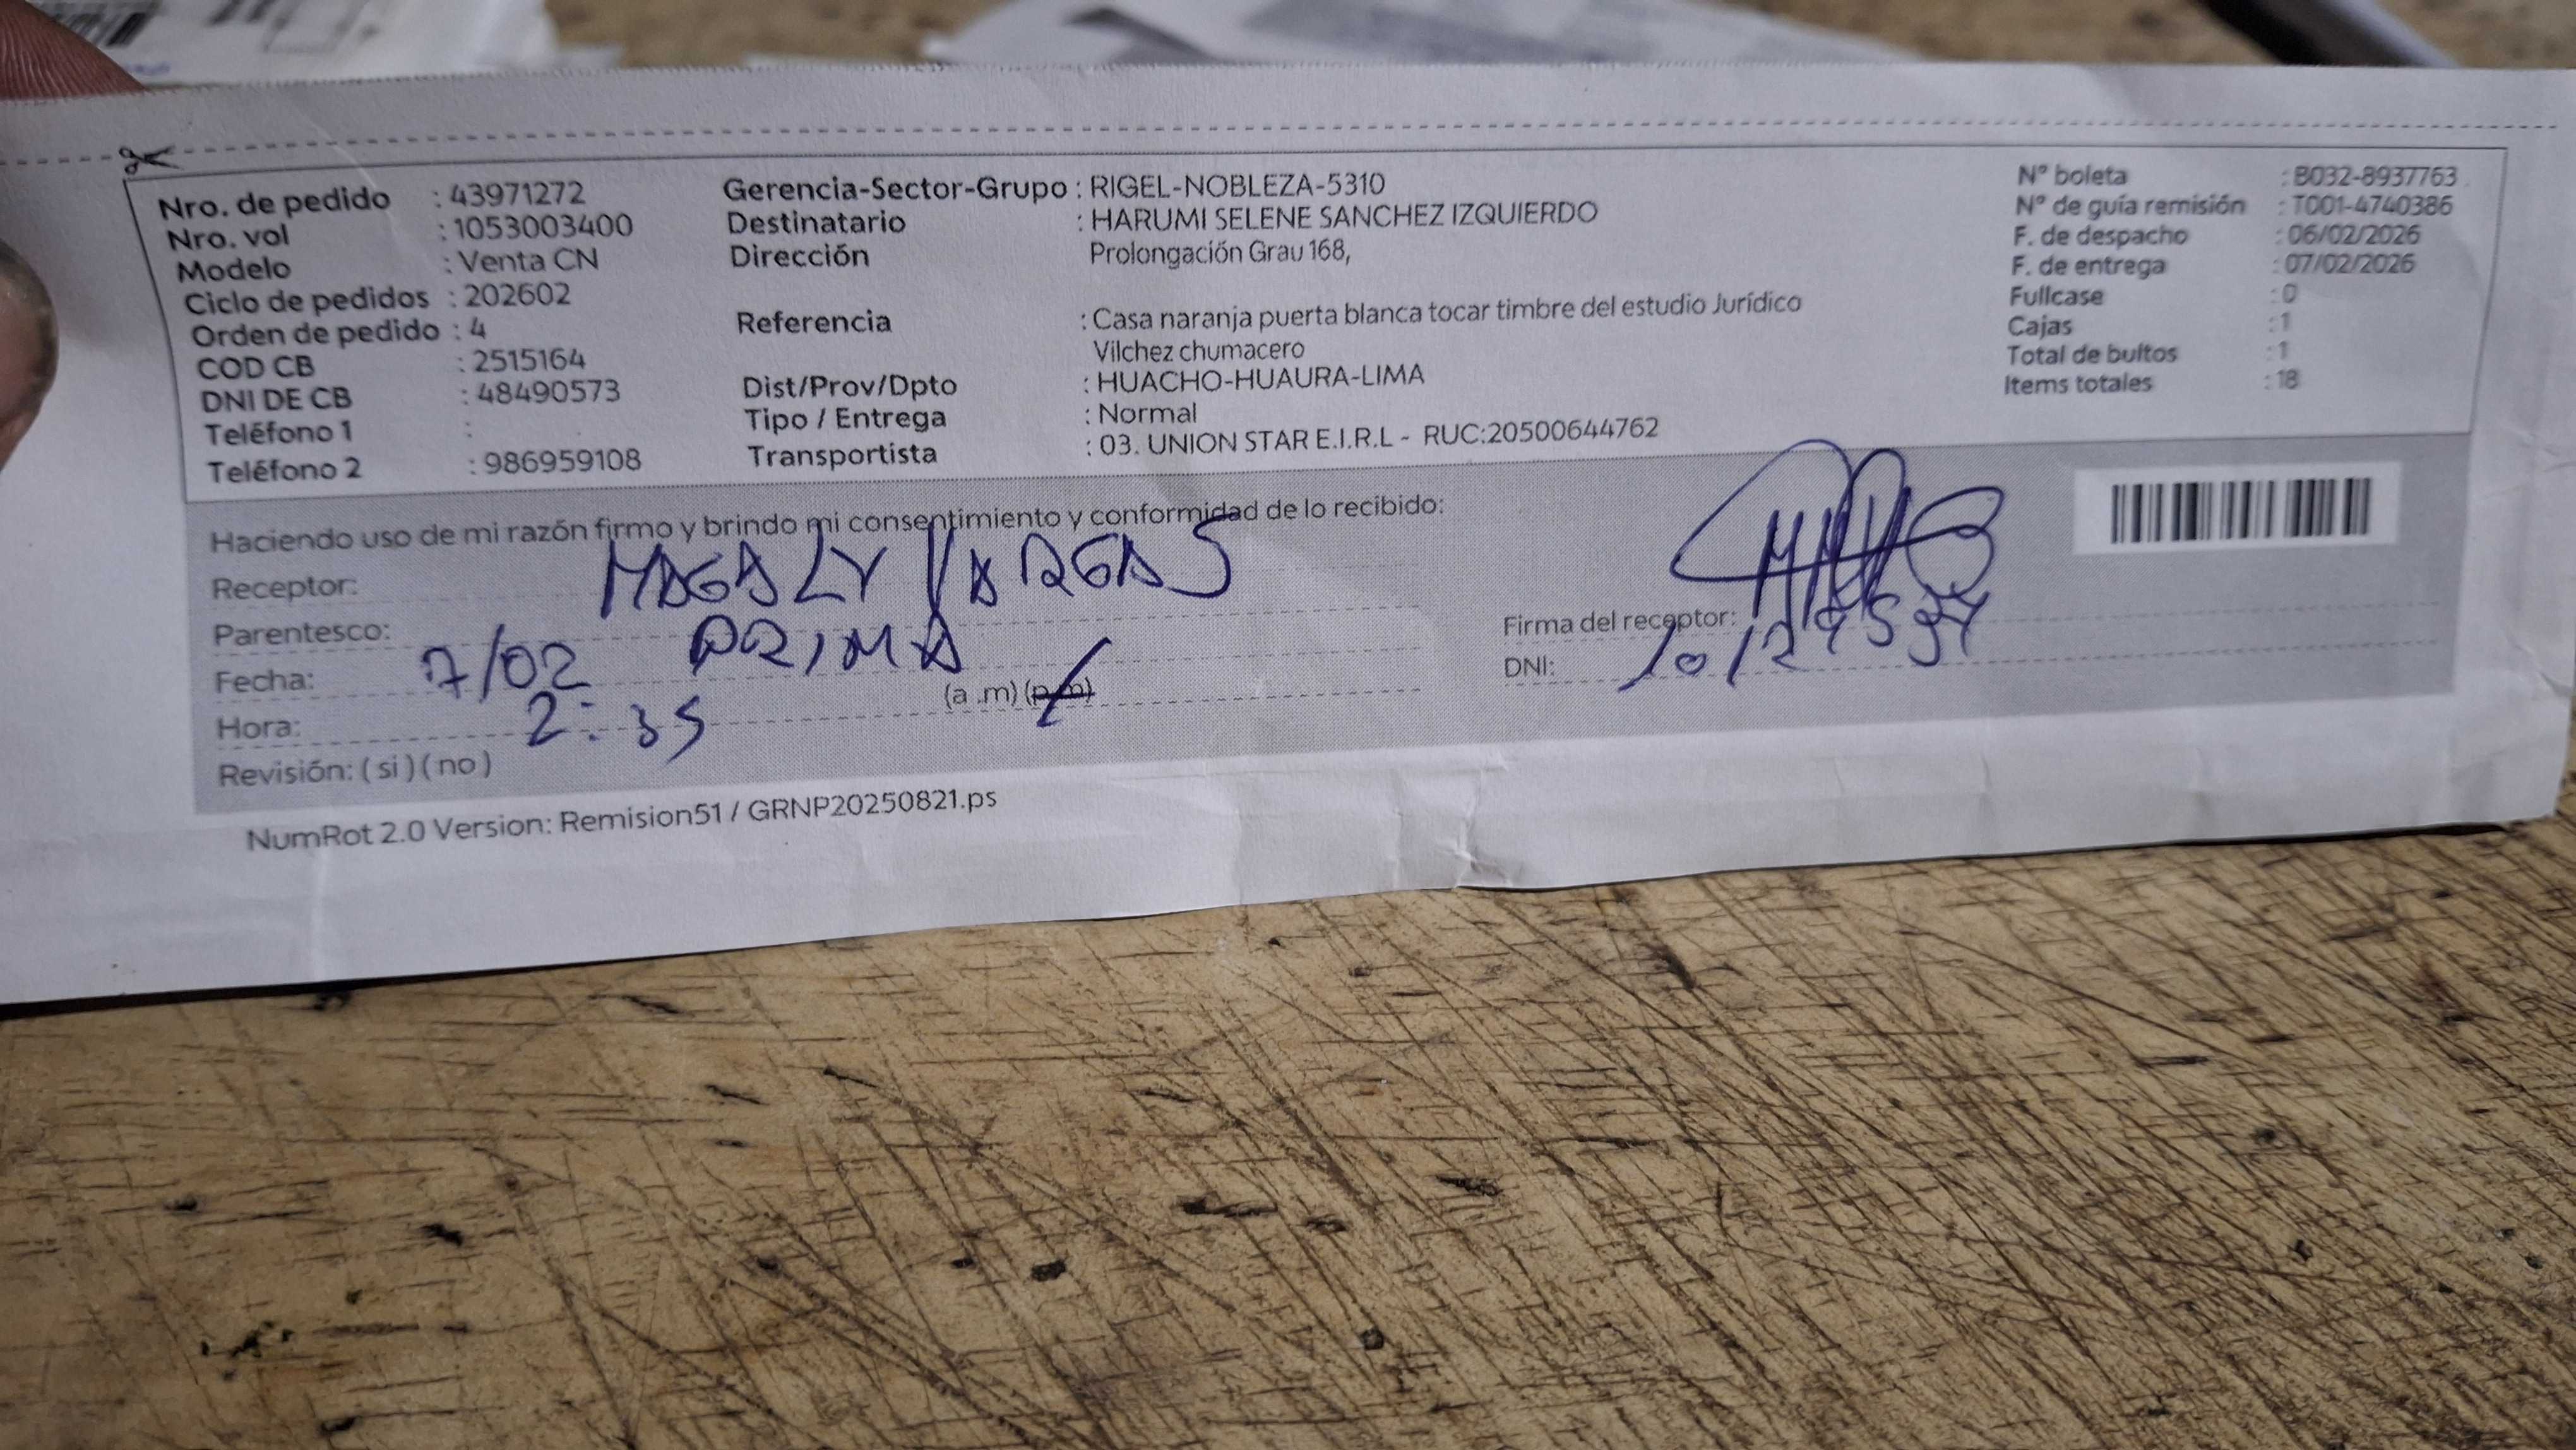 Nro. de pedido : 43971272
Nro. vol : 1053003400
Modelo : Venta CN
Ciclo de pedidos : 202602
Orden de pedido : 4
COD CB : 2515164
DNI DE CB : 48490573
Teléfono 1 :
Teléfono 2 : 986959108
Gerencia-Sector-Grupo : RIGEL-NOBLEZA-5310
Destinatario : HARUMI SELENE SANCHEZ IZQUIERDO
Dirección Prolongación Grau 168,
Referencia : Casa naranja puerta blanca tocar timbre del estudio Jurídico
Vilchez chumacero
Dist/Prov/Dpto : HUACHO-HUAURA-LIMA
Tipo / Entrega : Normal
Transportista : 03. UNION STAR E.I.R.L - RUC:20500644762
N° boleta : B032-8937763
N° de guía remisión : T001-4740386
F. de despacho : 06/02/2026
F. de entrega : 07/02/2026
Fullcase : 0
Cajas : 1
Total de bultos : 1
Items totales : 18
Haciendo uso de mi razón firmo y brindo mi consentimiento y conformidad de lo recibido:
Receptor: MAGALY VARGAS
Parentesco: PRIMA
Fecha: 7/02
Hora: 2:35 (a.m) (p.m)
Revisión: (si) (no)
Firma del receptor:
DNI:
NumRot 2.0 Version: Remision51 / GRNP20250821.ps